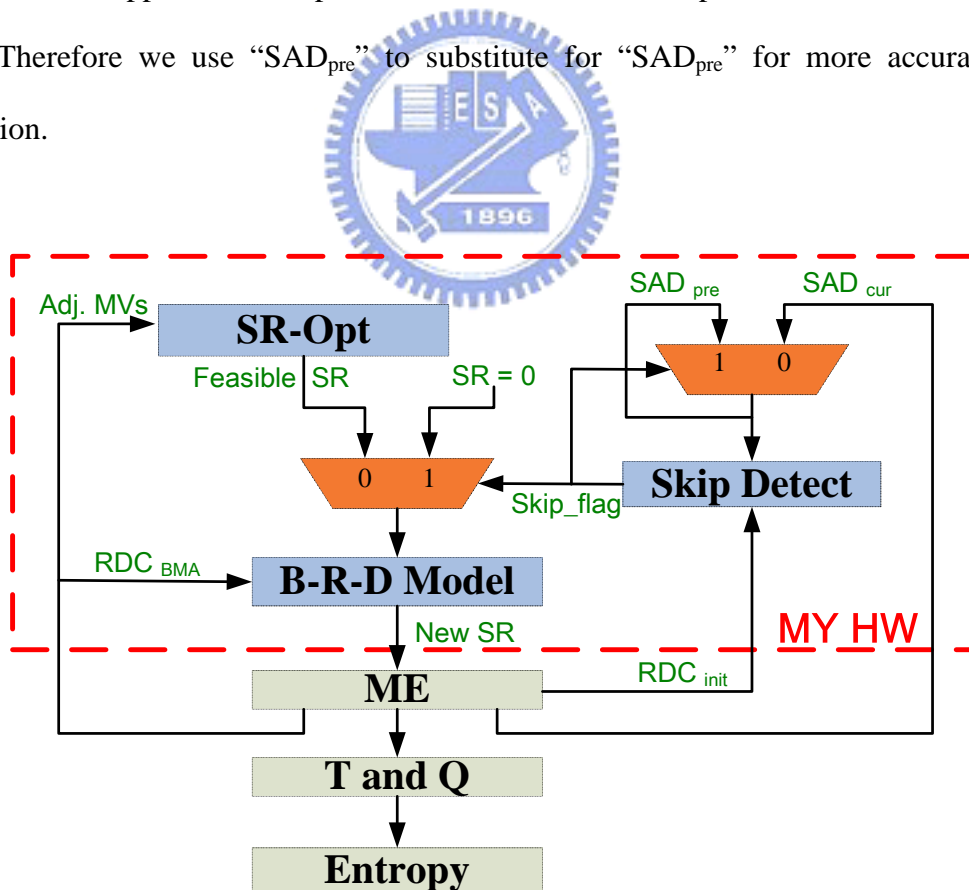 Therefore we use “SADpre” to substitute for “SADpre” for more accura
ion.
E S A
1896
SAD pre
SAD cur
Adj. MVs
SR-Opt
1 0
Feasible SR
SR = 0
0 1
Skip Detect
Skip_flag
RDC BMA
B-R-D Model
New SR
MY HW
RDC init
ME
T and Q
Entropy